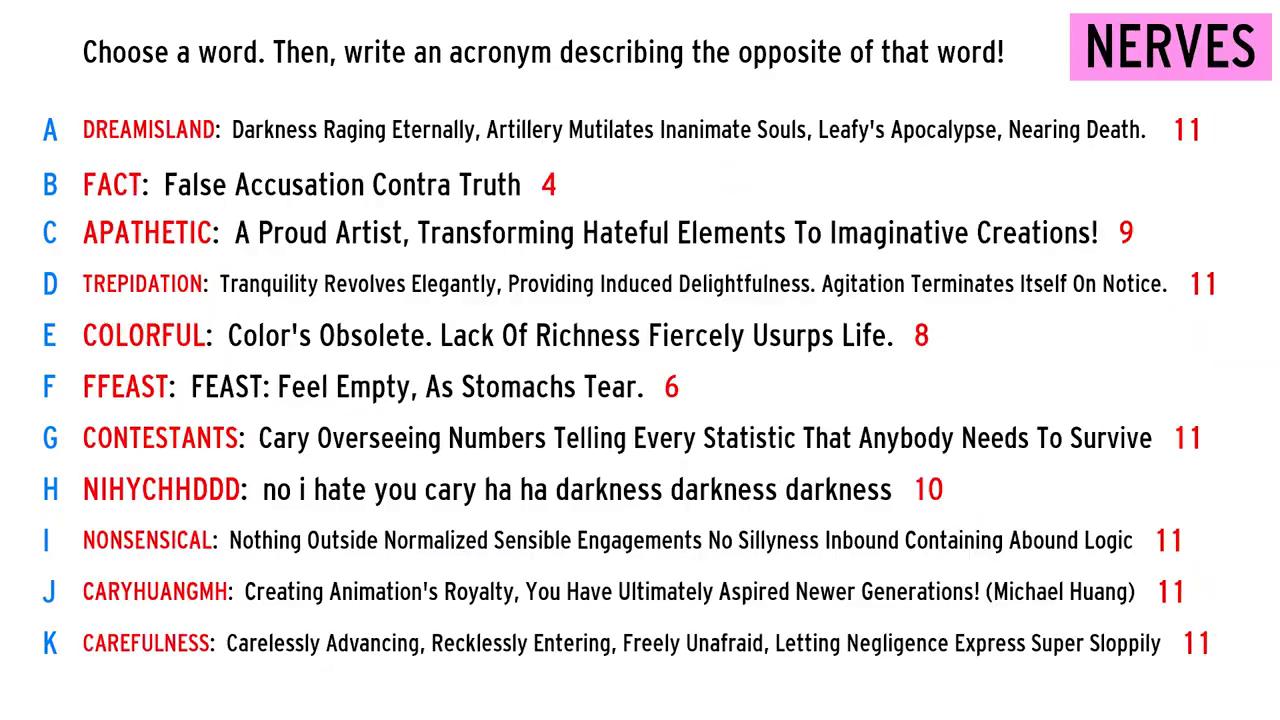 Choose a word. Then, write an acronym describing the opposite of that word!
NERVES
A DREAMISLAND: Darkness Raging Eternally, Artillery Mutilates Inanimate Souls, Leafy's Apocalypse, Nearing Death. 11
B FACT: False Accusation Contra Truth 4
C APATHETIC: A Proud Artist, Transforming Hateful Elements To Imaginative Creations! 9
D TREPIDATION: Tranquility Revolves Elegantly, Providing Induced Delightfulness. Agitation Terminates Itself On Notice. 11
E COLORFUL: Color's Obsolete. Lack Of Richness Fiercely Usurps Life. 8
F FFEAST: FEAST: Feel Empty, As Stomachs Tear. 6
G CONTESTANTS: Cary Overseeing Numbers Telling Every Statistic That Anybody Needs To Survive 11
H NIHYCHHDDD: no i hate you cary ha ha darkness darkness darkness 10
I NONSENSICAL: Nothing Outside Normalized Sensible Engagements No Sillyness Inbound Containing Abound Logic 11
J CARYHUANGMH: Creating Animation's Royalty, You Have Ultimately Aspired Newer Generations! (Michael Huang) 11
K CAREFULNESS: Carelessly Advancing, Recklessly Entering, Freely Unafraid, Letting Negligence Express Super Sloppily 11